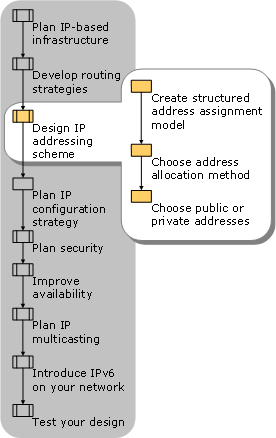 Plan IP-based
infrastructure
Develop routing
strategies
Design IP
addressing
scheme
Create structured
address assignment
model
Choose address
allocation method
Choose public or
private addresses
Plan IP
configuration
strategy
Plan security
Improve
availability
Plan IP
multicasting
Introduce IPv6
on your network
Test your design